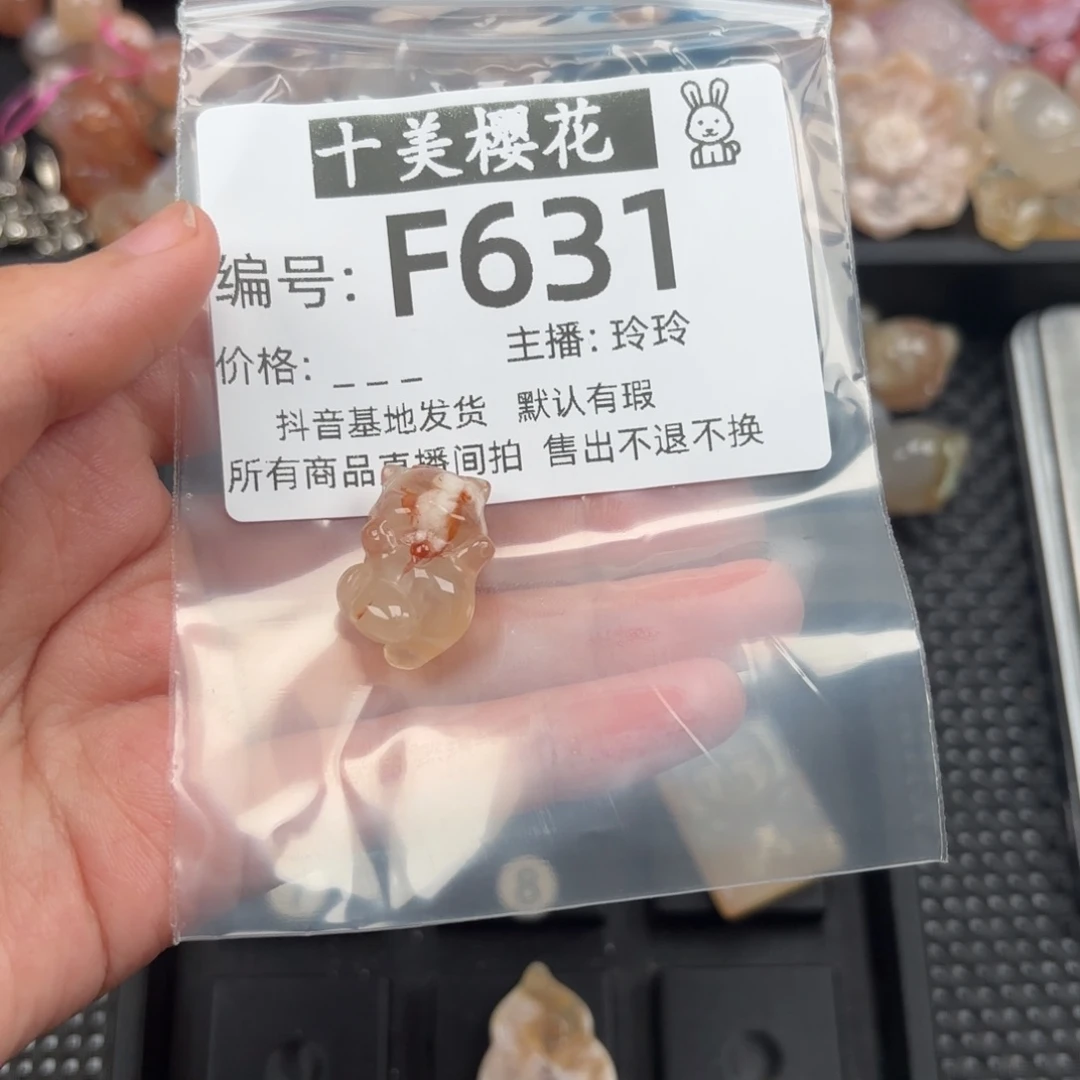 十美樱花
编号: F631
价格: _ _ _ 主播: 玲玲
抖音基地发货 默认有瑕
所有商品直播间拍 售出不退不换
8